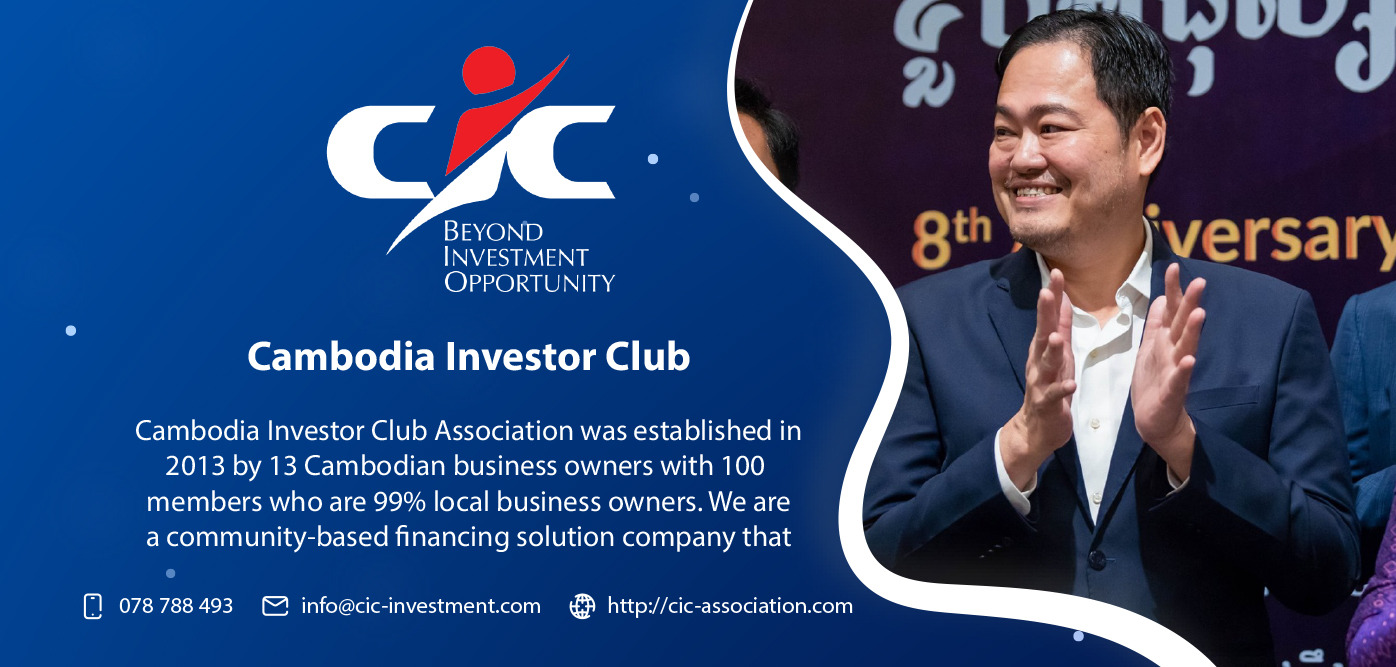 CIC
BEYOND
INVESTMENT
OPPORTUNITY
Cambodia Investor Club
Cambodia Investor Club Association was established in
2013 by 13 Cambodian business owners with 100
members who are 99% local business owners. We are
a community-based financing solution company that
078 788 493 info@cic-investment.com http://cic-association.com
8th